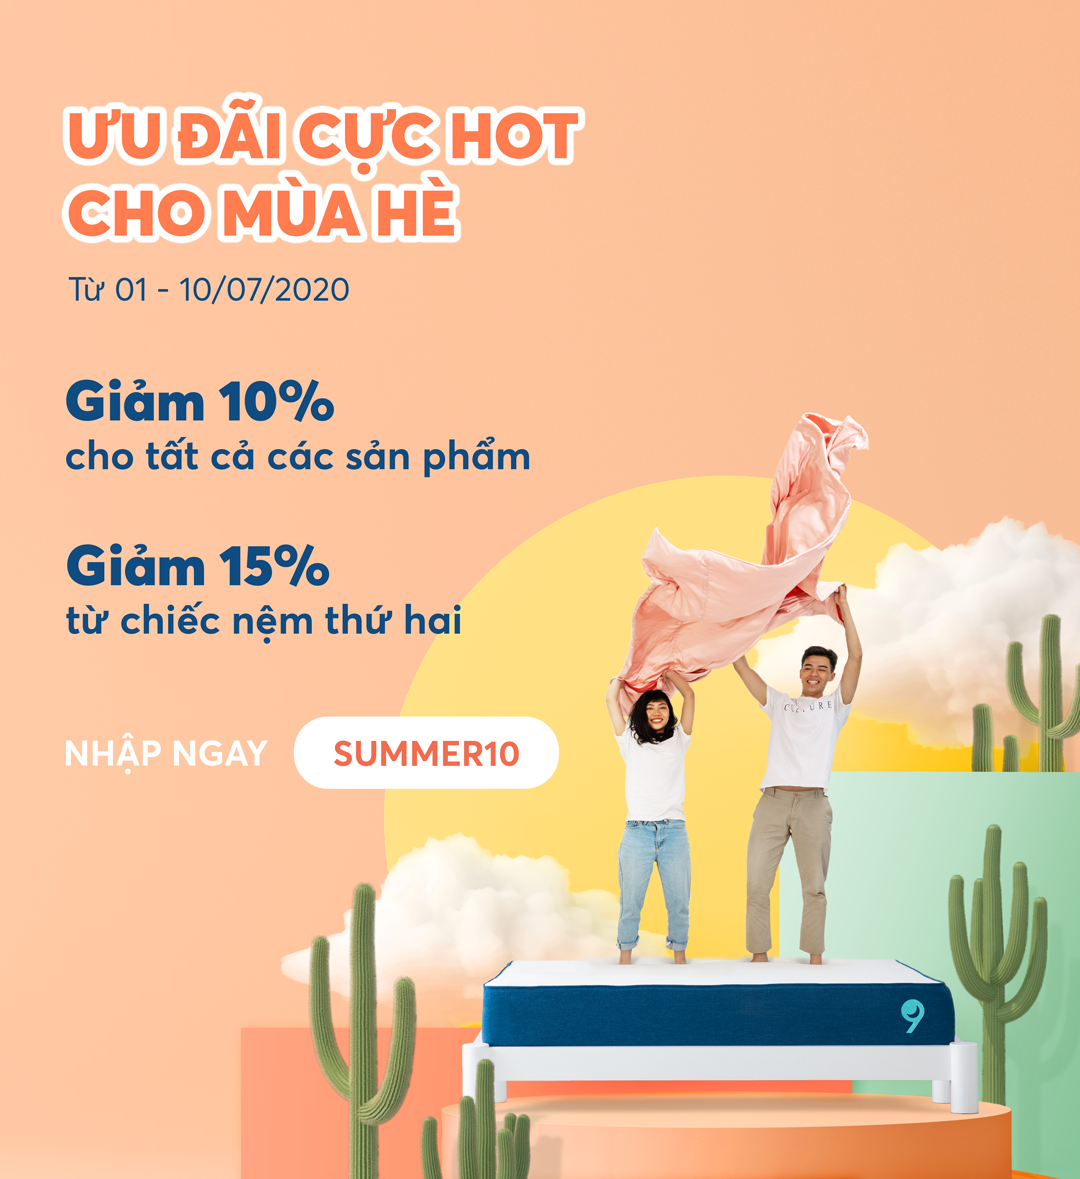 ƯU ĐÃI CỰC HOT
CHO MÙA HÈ
Từ 01 - 10/07/2020
Giảm 10%
cho tất cả các sản phẩm
Giảm 15%
từ chiếc nệm thứ hai
NHẬP NGAY SUMMER10
9